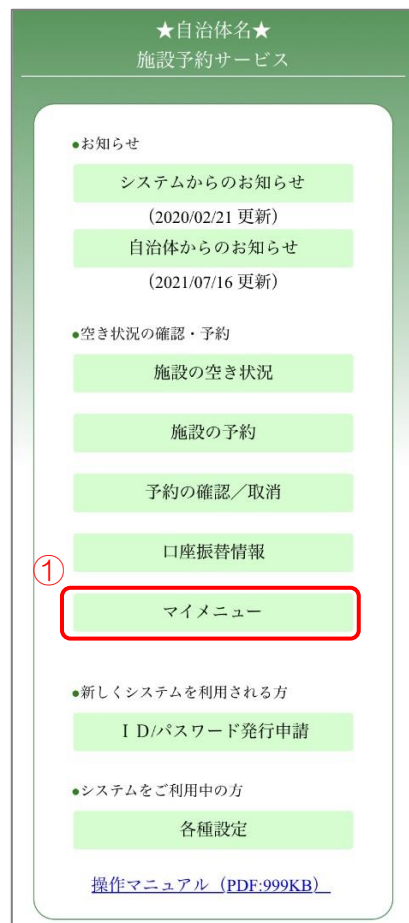 ★自治体名★
施設予約サービス
●お知らせ
システムからのお知らせ
(2020/02/21 更新)
自治体からのお知らせ
(2021/07/16 更新)
●空き状況の確認・予約
施設の空き状況
施設の予約
予約の確認／取消
口座振替情報
①
マイメニュー
●新しくシステムを利用される方
ＩD/パスワード発行申請
●システムをご利用中の方
各種設定
操作マニュアル（PDF:999KB）